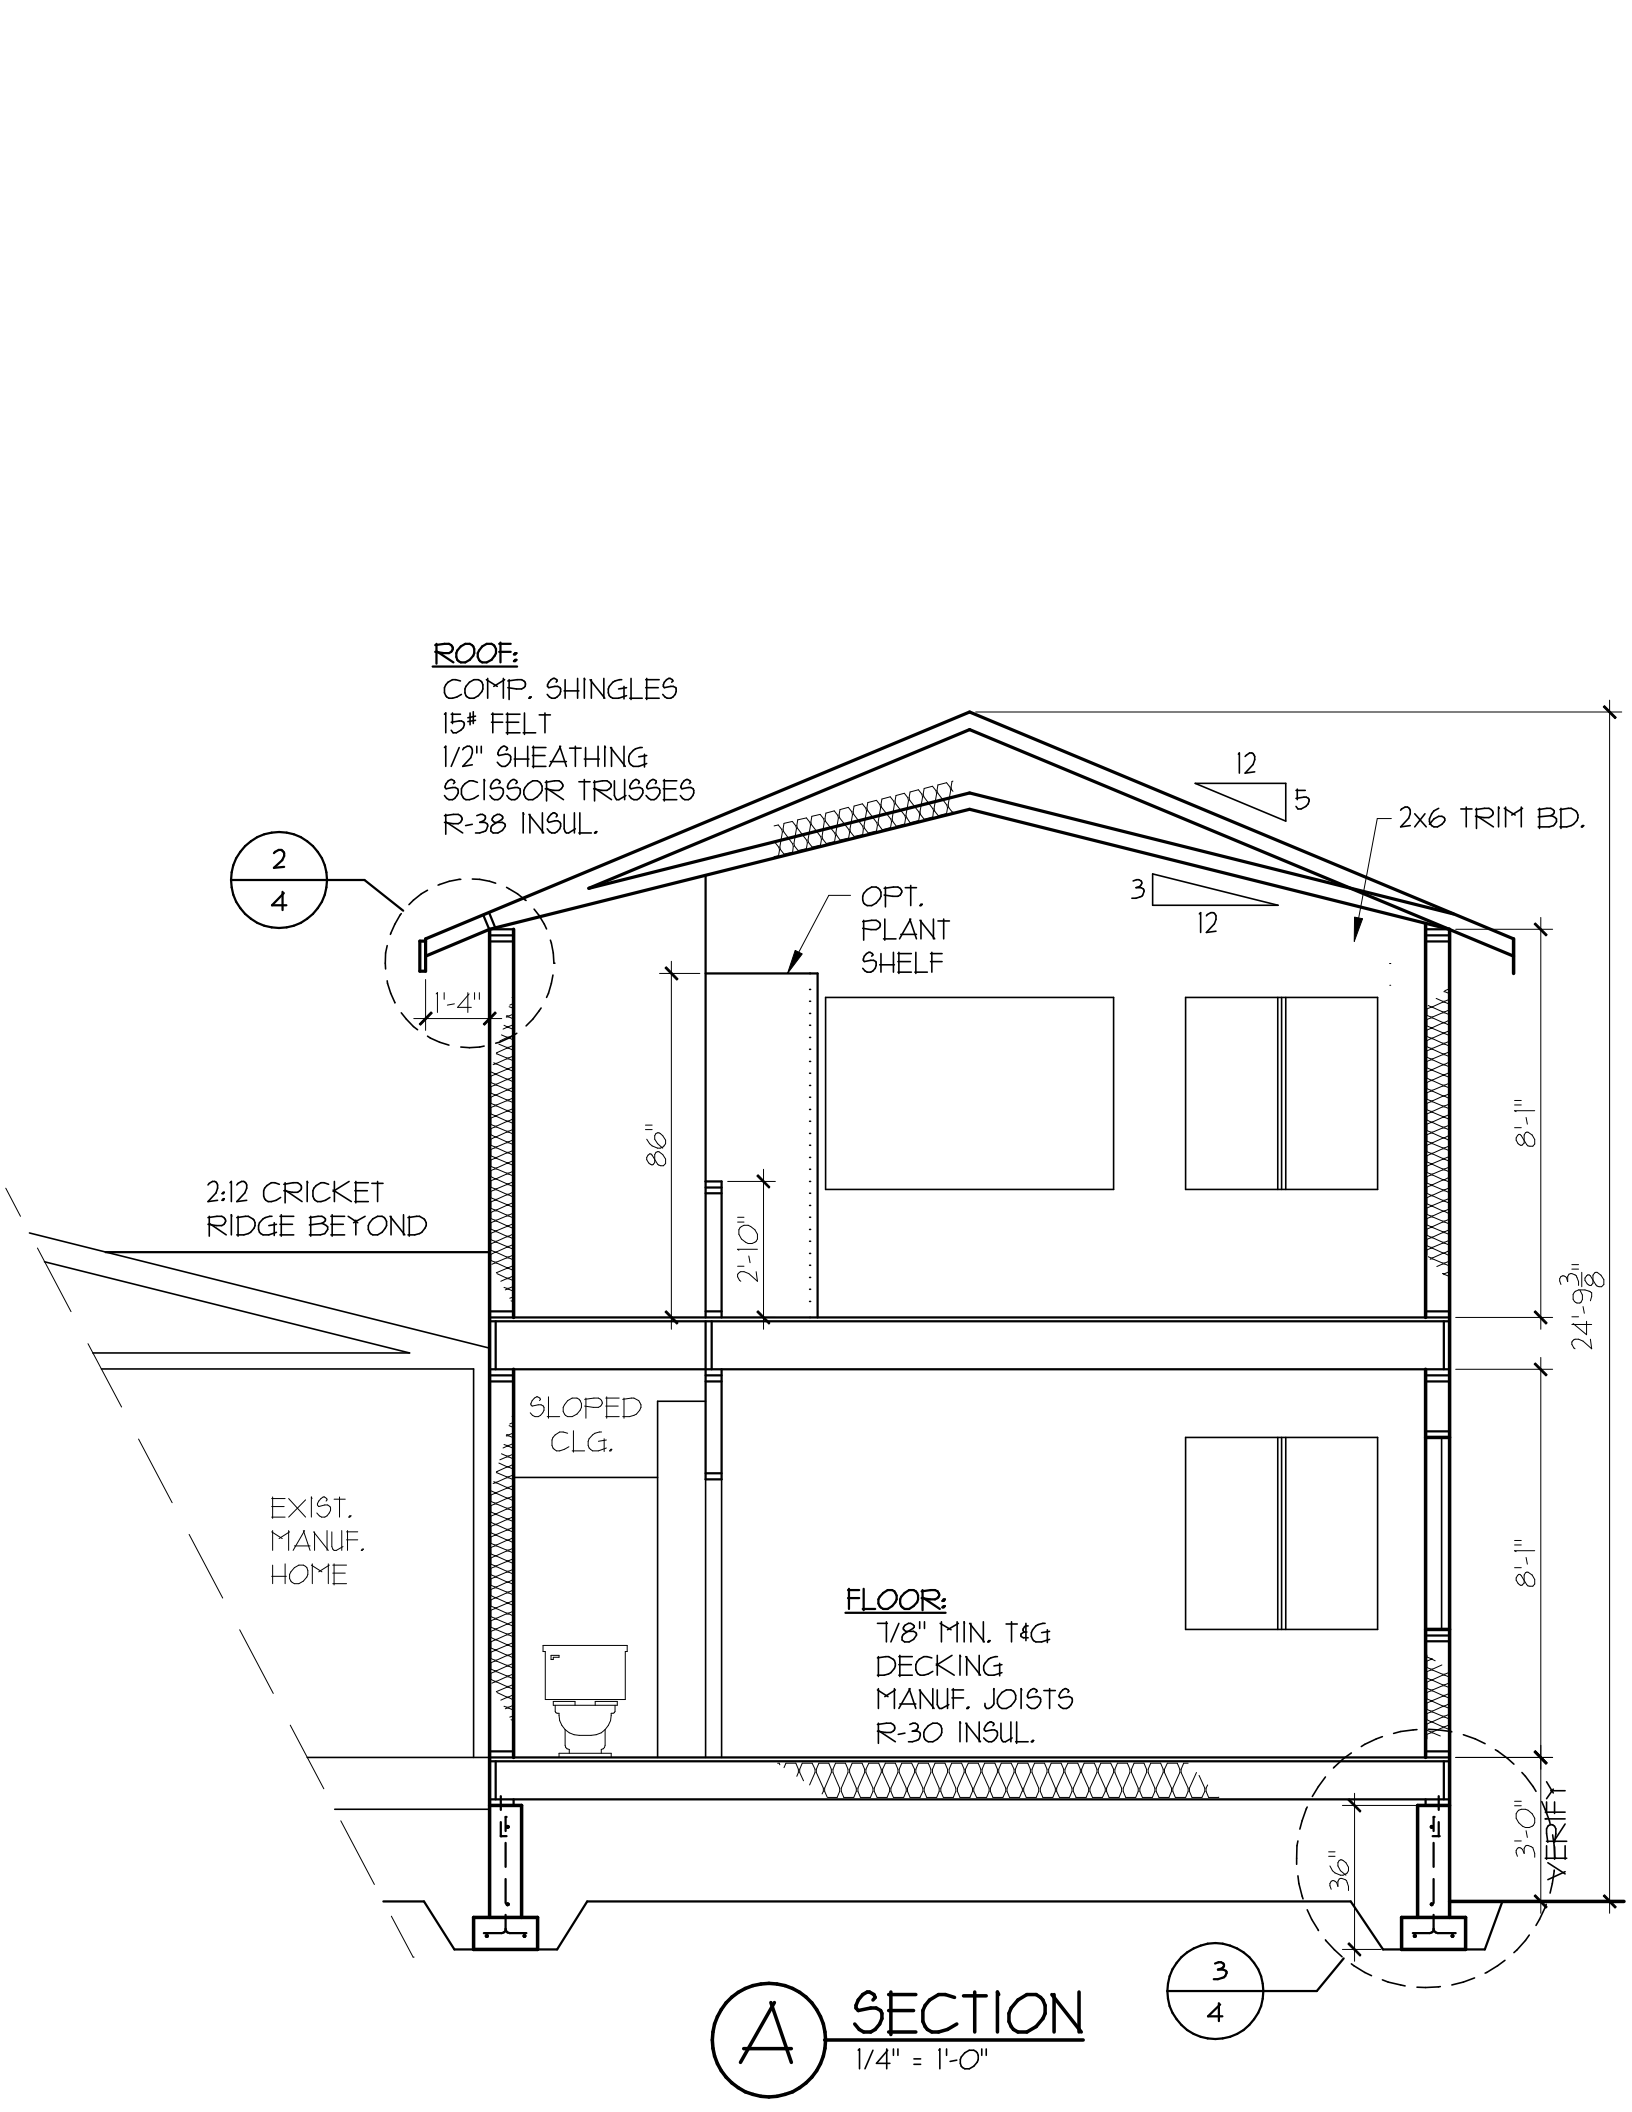 ROOF:
COMP. SHINGLES
15# FELT
1/2" SHEATHING
SCISSOR TRUSSES
R-38 INSUL.
12
5
2x6 TRIM BD.
2
4
3
12
OPT.
PLANT
SHELF
1'-4"
86"
8'-1"
2:12 CRICKET
RIDGE BEYOND
2'-10"
24'-9 3/8"
SLOPED
CLG.
EXIST.
MANUF.
HOME
8'-1"
FLOOR:
7/8" MIN. T&G
DECKING
MANUF. JOISTS
R-30 INSUL.
36"
3'-0"
VERIFY
3
4
A
SECTION
1/4" = 1'-0"